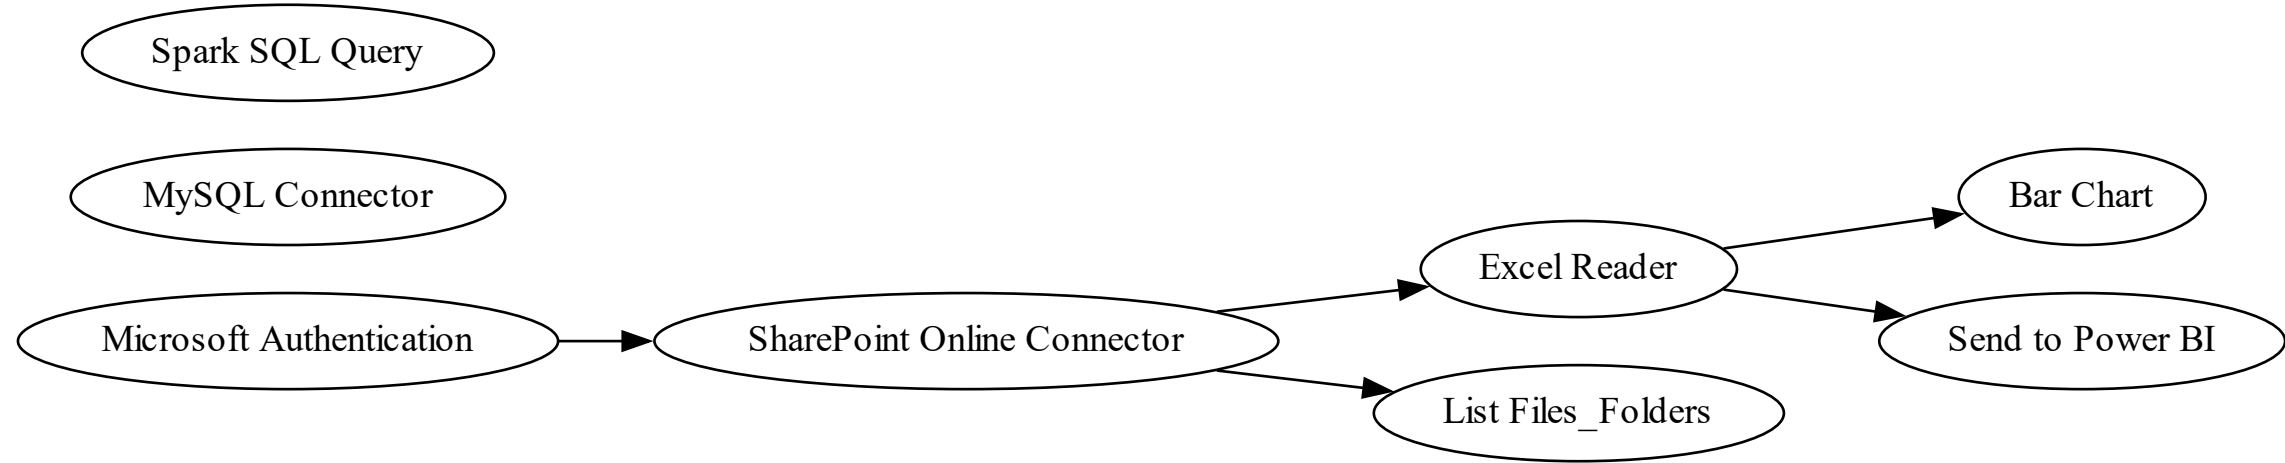 Spark SQL Query
MySQL Connector
Microsoft Authentication
SharePoint Online Connector
Excel Reader
List Files_Folders
Bar Chart
Send to Power BI